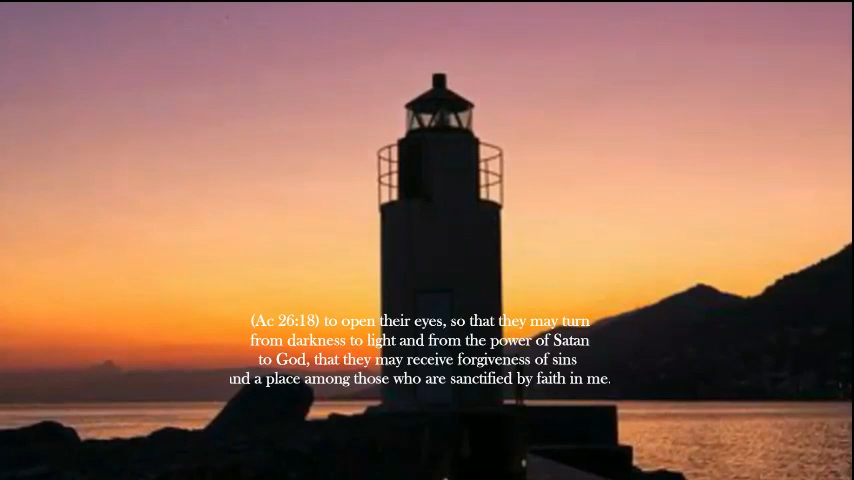 (Ac 26:18) to open their eyes, so that they may turn
from darkness to light and from the power of Satan
to God, that they may receive forgiveness of sins
and a place among those who are sanctified by faith in me.